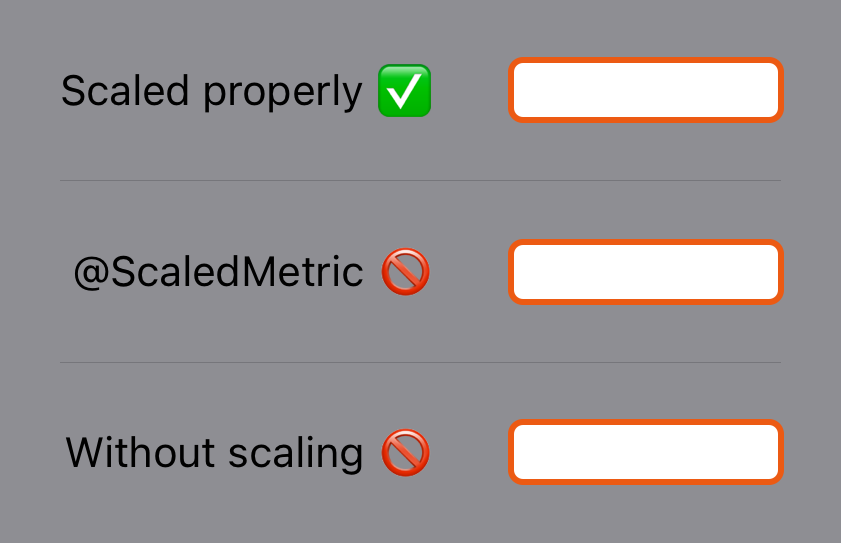 Scaled properly ✅
@ScaledMetric 🚫
Without scaling 🚫